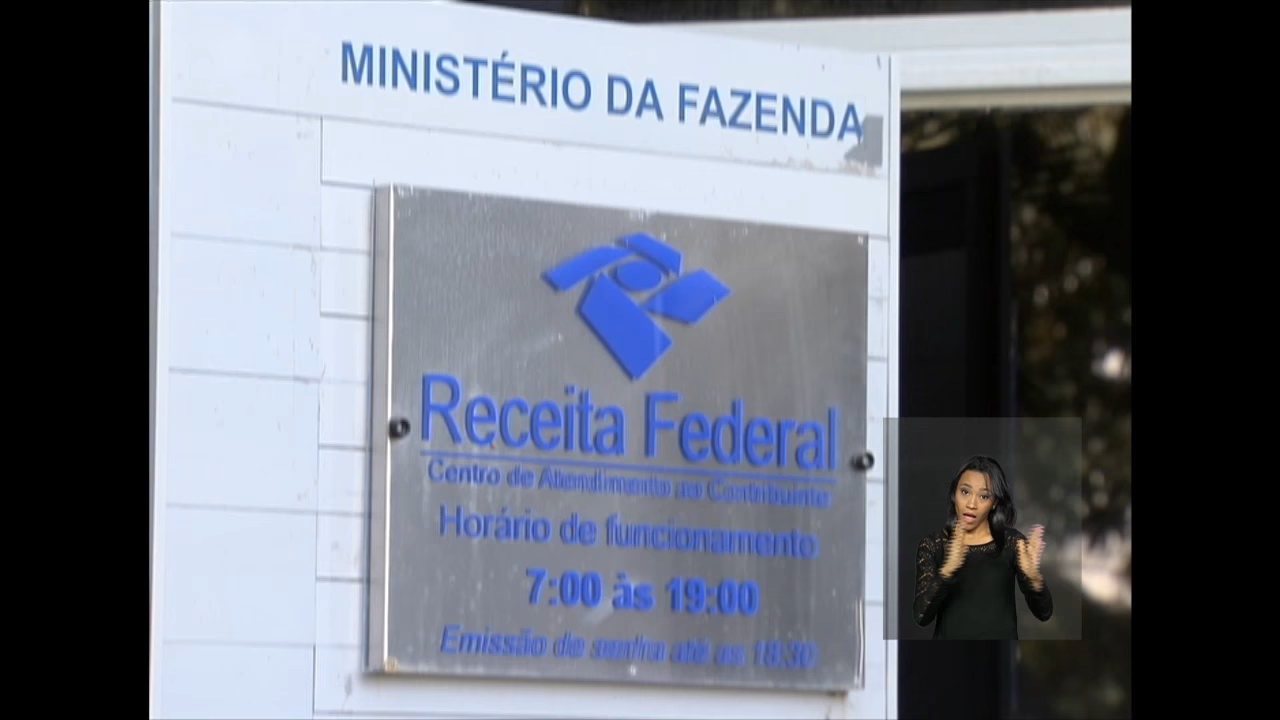 MINISTÉRIO DA FAZENDA
Receita Federal
Centro de Atendimento ao Contribuinte
Horário de funcionamento
7:00 às 19:00
Emissão de senha até as 18:30